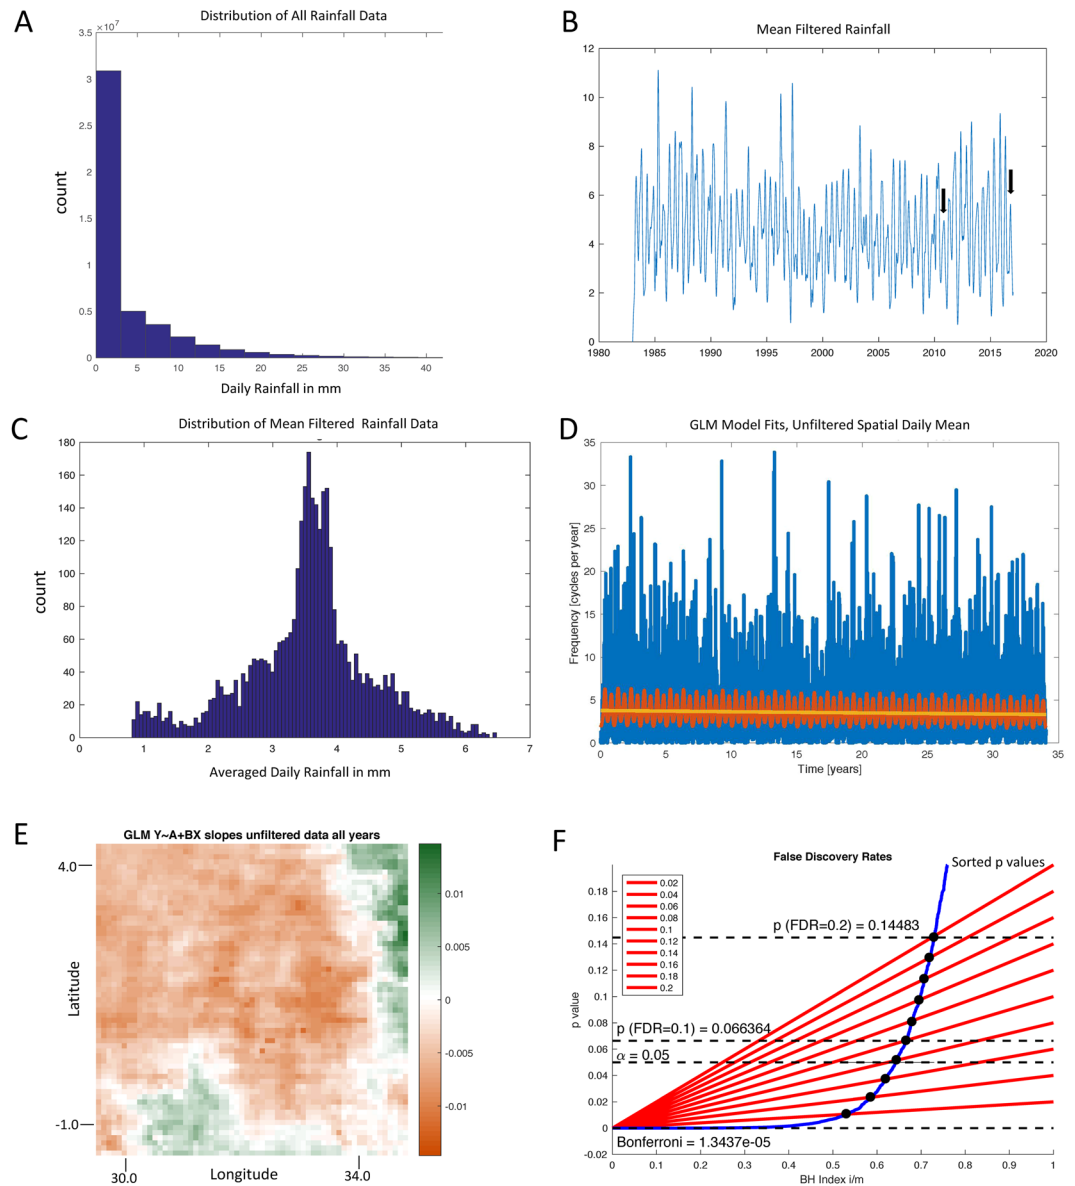 A
Distribution of All Rainfall Data
×10⁷
3.5
3
2.5
2
1.5
1
0.5
0
count
0 5 10 15 20 25 30 35 40
Daily Rainfall in mm
B
Mean Filtered Rainfall
12
10
8
6
4
2
0
1980 1985 1990 1995 2000 2005 2010 2015 2020
C
Distribution of Mean Filtered Rainfall Data
180
160
140
120
100
80
60
40
20
0
count
0 1 2 3 4 5 6 7
Averaged Daily Rainfall in mm
D
GLM Model Fits, Unfiltered Spatial Daily Mean
35
30
25
20
15
10
5
0
Frequency [cycles per year]
0 5 10 15 20 25 30 35
Time [years]
E
GLM Y~A+BX slopes unfiltered data all years
4.0
Latitude
-1.0
30.0
Longitude
34.0
0.01
0.005
0
-0.005
-0.01
F
False Discovery Rates
Sorted p values
0.18
0.16
0.14
0.12
0.1
0.08
0.06
0.04
0.02
0
-0.02
p value
0.02
0.04
0.06
0.08
0.1
0.12
0.14
0.16
0.18
0.2
p (FDR=0.2) = 0.14483
p (FDR=0.1) = 0.066364
α = 0.05
Bonferroni = 1.3437e-05
0 0.1 0.2 0.3 0.4 0.5 0.6 0.7 0.8 0.9 1
BH Index i/m